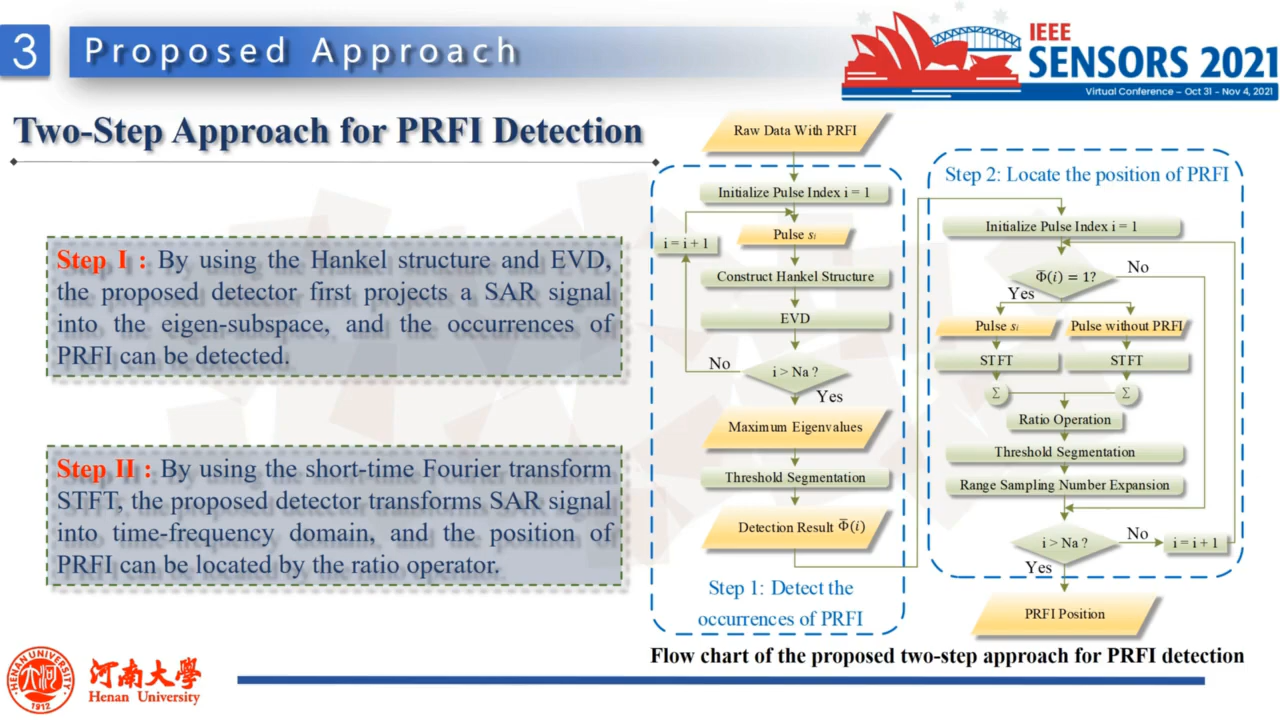 3
Proposed Approach
IEEE
SENSORS 2021
Virtual Conference – Oct 31 - Nov 4, 2021
Two-Step Approach for PRFI Detection
Step I : By using the Hankel structure and EVD,
the proposed detector first projects a SAR signal
into the eigen-subspace, and the occurrences of
PRFI can be detected.
Step II : By using the short-time Fourier transform
STFT, the proposed detector transforms SAR signal
into time-frequency domain, and the position of
PRFI can be located by the ratio operator.
Raw Data With PRFI
Initialize Pulse Index i = 1
Pulse sᵢ
i = i + 1
Construct Hankel Structure
EVD
No
i > Na ?
Yes
Maximum Eigenvalues
Threshold Segmentation
Detection Result Φ̄(i)
Step 1: Detect the
occurrences of PRFI
Step 2: Locate the position of PRFI
Initialize Pulse Index i = 1
Φ̄(i) = 1?
No
Yes
Pulse sᵢ
Pulse without PRFI
STFT
STFT
Σ
Σ
Ratio Operation
Threshold Segmentation
Range Sampling Number Expansion
i > Na ?
No
i = i + 1
Yes
PRFI Position
Flow chart of the proposed two-step approach for PRFI detection
HENAN UNIVERSITY
1912
河南大學
Henan University